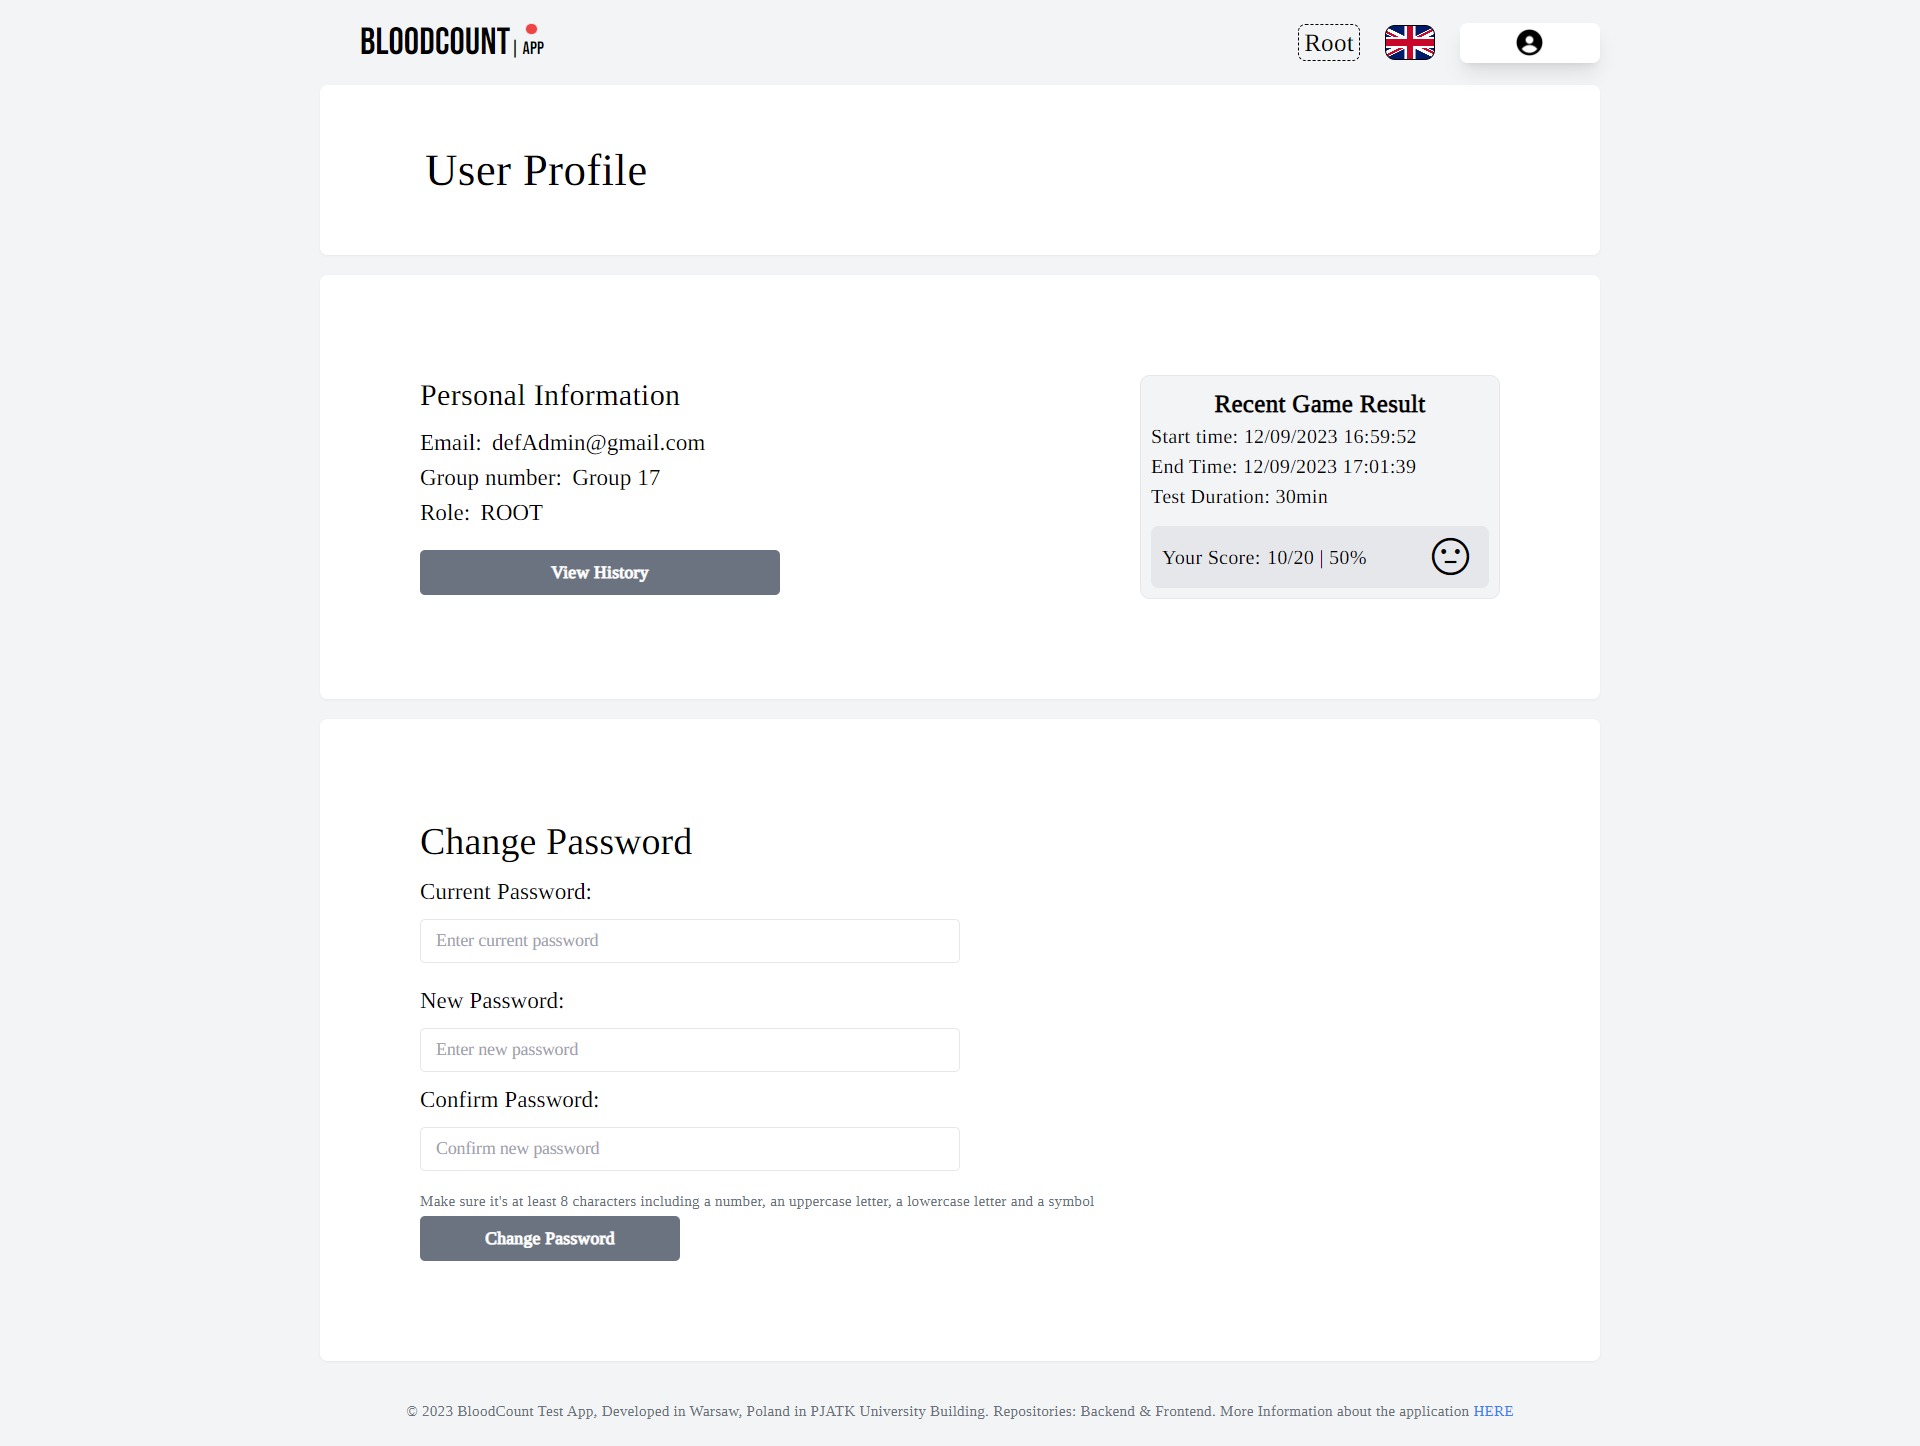 BLOODCOUNT | APP
Root
User Profile
Personal Information
Email: defAdmin@gmail.com
Group number: Group 17
Role: ROOT
View History
Recent Game Result
Start time: 12/09/2023 16:59:52
End Time: 12/09/2023 17:01:39
Test Duration: 30min
Your Score: 10/20 | 50%
Change Password
Current Password:
Enter current password
New Password:
Enter new password
Confirm Password:
Confirm new password
Make sure it's at least 8 characters including a number, an uppercase letter, a lowercase letter and a symbol
Change Password
© 2023 BloodCount Test App, Developed in Warsaw, Poland in PJATK University Building. Repositories: Backend & Frontend. More Information about the application HERE